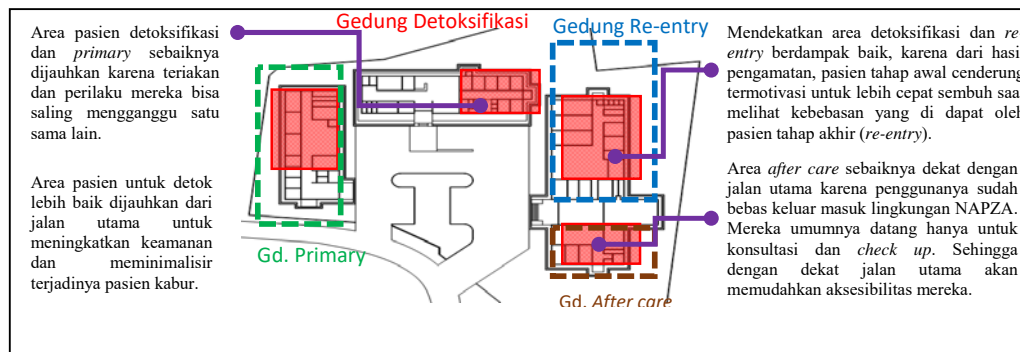 Gedung Detoksifikasi
Gedung Re-entry
Area pasien detoksifikasi
dan primary sebaiknya
dijauhkan karena teriakan
dan perilaku mereka bisa
saling mengganggu satu
sama lain.
Area pasien untuk detok
lebih baik dijauhkan dari
jalan utama untuk
meningkatkan keamanan
dan meminimalisir
terjadinya pasien kabur.
Gd. Primary
Gd. After care
Mendekatkan area detoksifikasi dan re-
entry berdampak baik, karena dari hasi
pengamatan, pasien tahap awal cenderung
termotivasi untuk lebih cepat sembuh saa
melihat kebebasan yang di dapat oleh
pasien tahap akhir (re-entry).
Area after care sebaiknya dekat dengan
jalan utama karena penggunanya sudah
bebas keluar masuk lingkungan NAPZA.
Mereka umumnya datang hanya untuk
konsultasi dan check up. Sehingga
dengan dekat jalan utama akan
memudahkan aksesibilitas mereka.